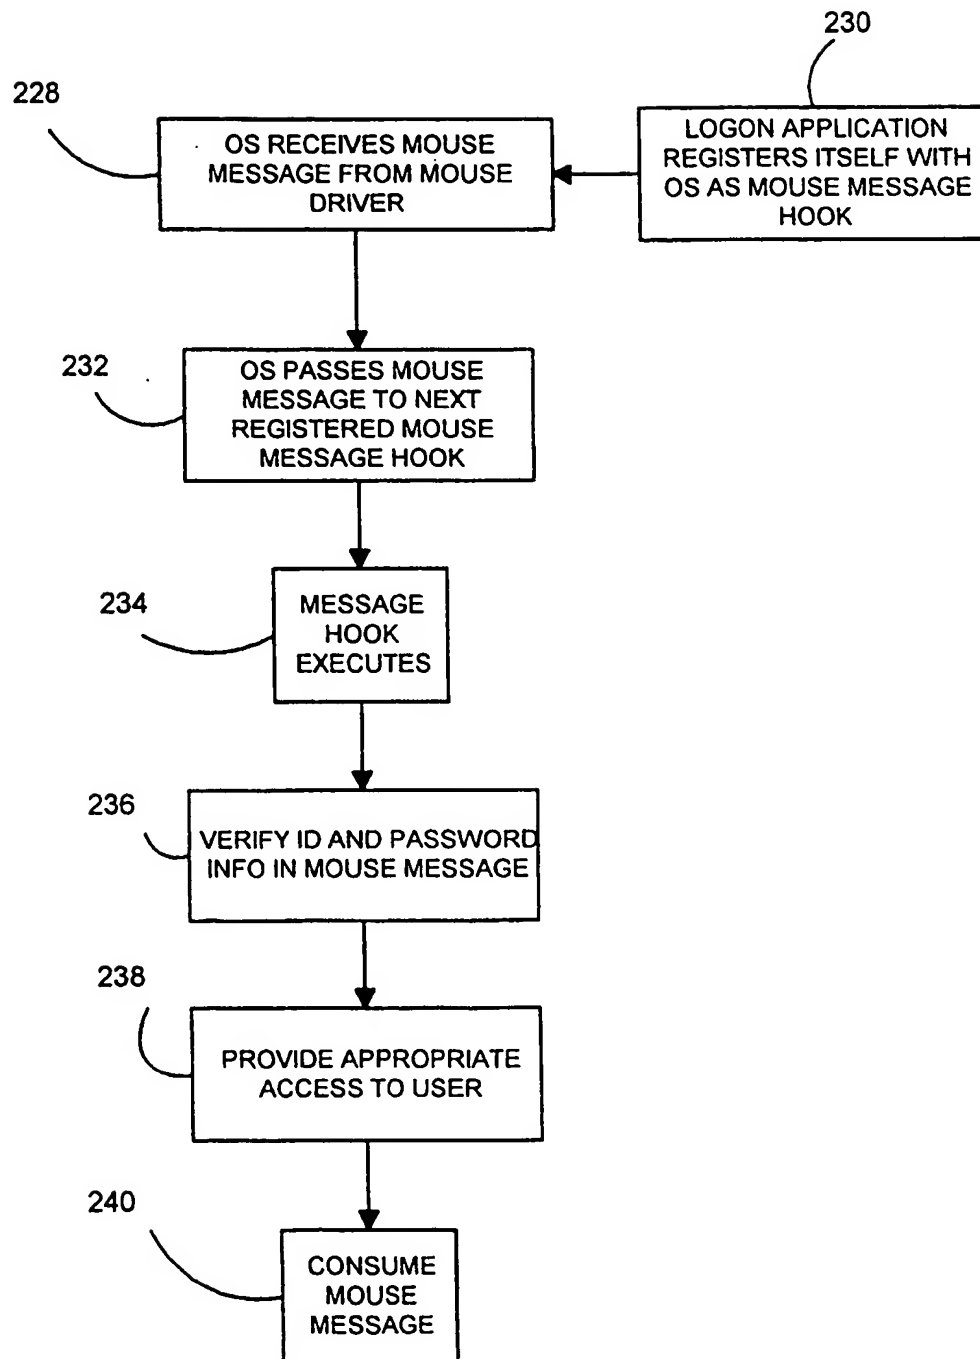 230
228
LOGON APPLICATION
REGISTERS ITSELF WITH
OS AS MOUSE MESSAGE
HOOK
OS RECEIVES MOUSE
MESSAGE FROM MOUSE
DRIVER
232
OS PASSES MOUSE
MESSAGE TO NEXT
REGISTERED MOUSE
MESSAGE HOOK
234
MESSAGE
HOOK
EXECUTES
236
VERIFY ID AND PASSWORD
INFO IN MOUSE MESSAGE
238
PROVIDE APPROPRIATE
ACCESS TO USER
240
CONSUME
MOUSE
MESSAGE